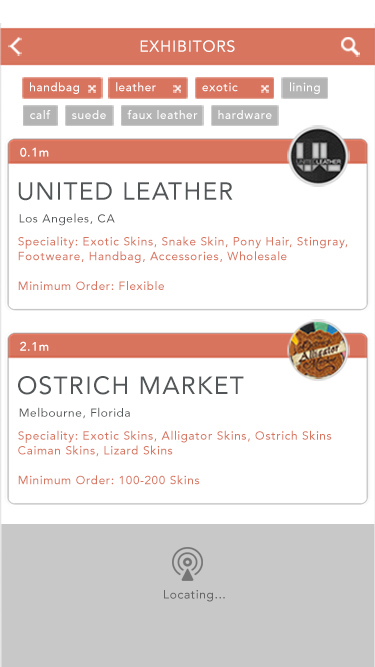 EXHIBITORS
handbag leather exotic lining
calf suede faux leather hardware
0.1m
UL
UNITED LEATHER
UNITED LEATHER
Los Angeles, CA
Speciality: Exotic Skins, Snake Skin, Pony Hair, Stingray,
Footweare, Handbag, Accessories, Wholesale
Minimum Order: Flexible
2.1m
Alligator
OSTRICH MARKET
Melbourne, Florida
Speciality: Exotic Skins, Alligator Skins, Ostrich Skins
Caiman Skins, Lizard Skins
Minimum Order: 100-200 Skins
Locating...